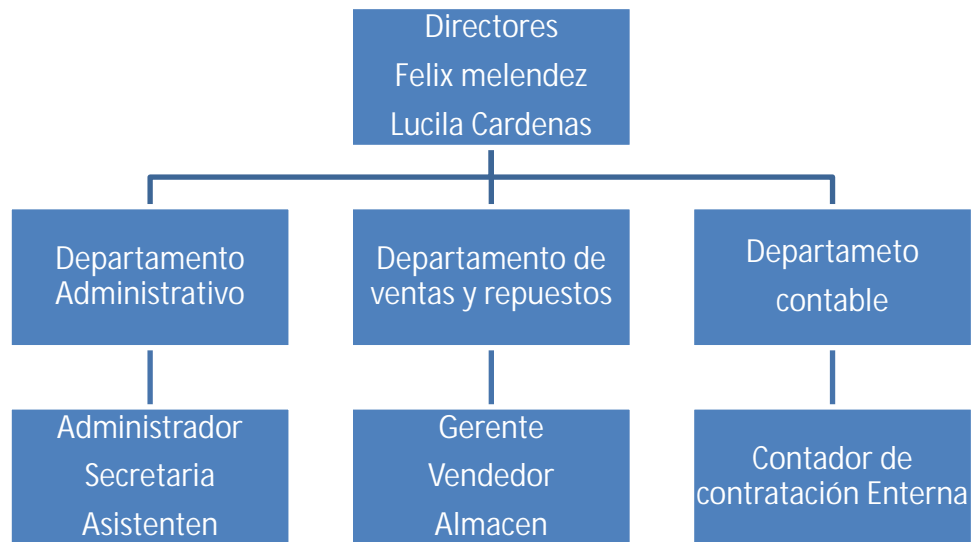 Directores
Felix melendez
Lucila Cardenas
Departamento
Administrativo
Departamento de
ventas y repuestos
Departameto
contable
Administrador
Secretaria
Asistenten
Gerente
Vendedor
Almacen
Contador de
contratación Enterna